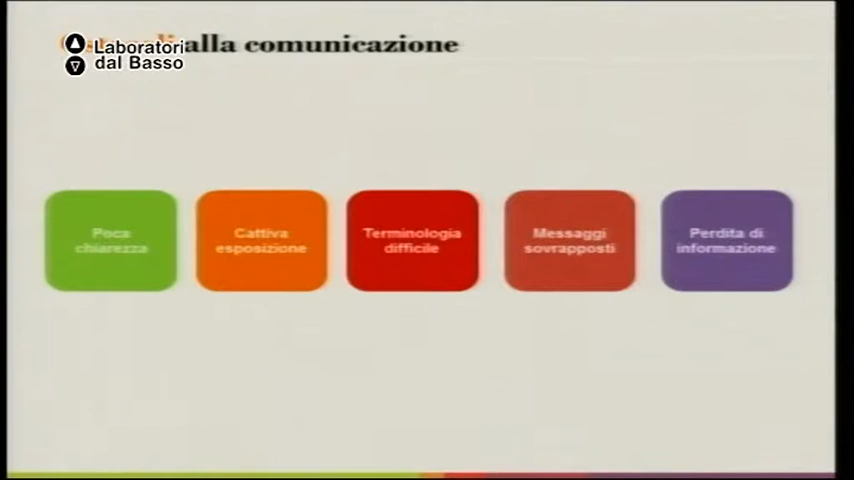 alla comunicazione
Laboratori
dal Basso
Poca
chiarezza
Cattiva
esposizione
Terminologia
difficile
Messaggi
sovrapposti
Perdita di
informazione